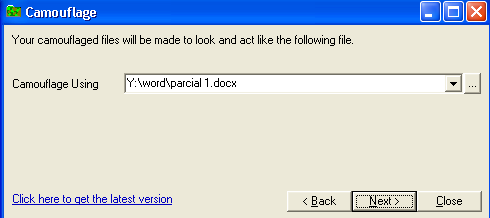 Camouflage
Your camouflaged files will be made to look and act like the following file.
Camouflage Using Y:\word\parcial 1.docx ...
Click here to get the latest version < Back Next > Close